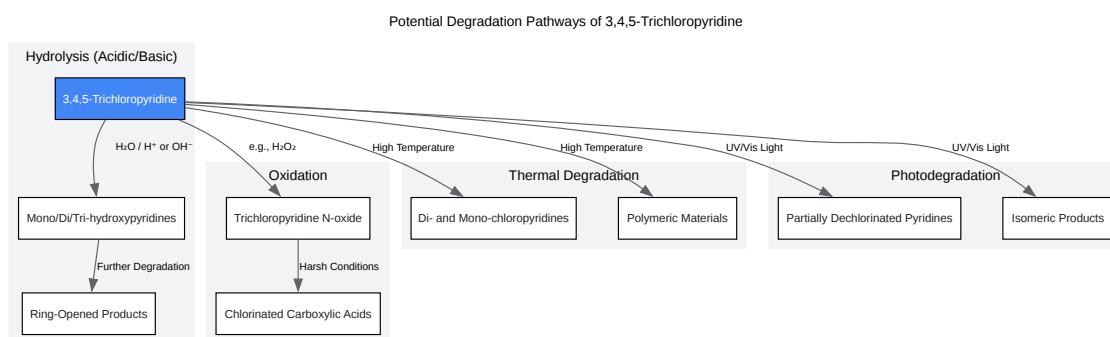 Potential Degradation Pathways of 3,4,5-Trichloropyridine
Hydrolysis (Acidic/Basic)
3,4,5-Trichloropyridine
H₂O / H⁺ or OH⁻
e.g., H₂O₂
High Temperature
High Temperature
UV/Vis Light
UV/Vis Light
Oxidation
Thermal Degradation
Photodegradation
Mono/Di/Tri-hydroxypyridines
Trichloropyridine N-oxide
Di- and Mono-chloropyridines
Polymeric Materials
Partially Dechlorinated Pyridines
Isomeric Products
Further Degradation
Harsh Conditions
Ring-Opened Products
Chlorinated Carboxylic Acids